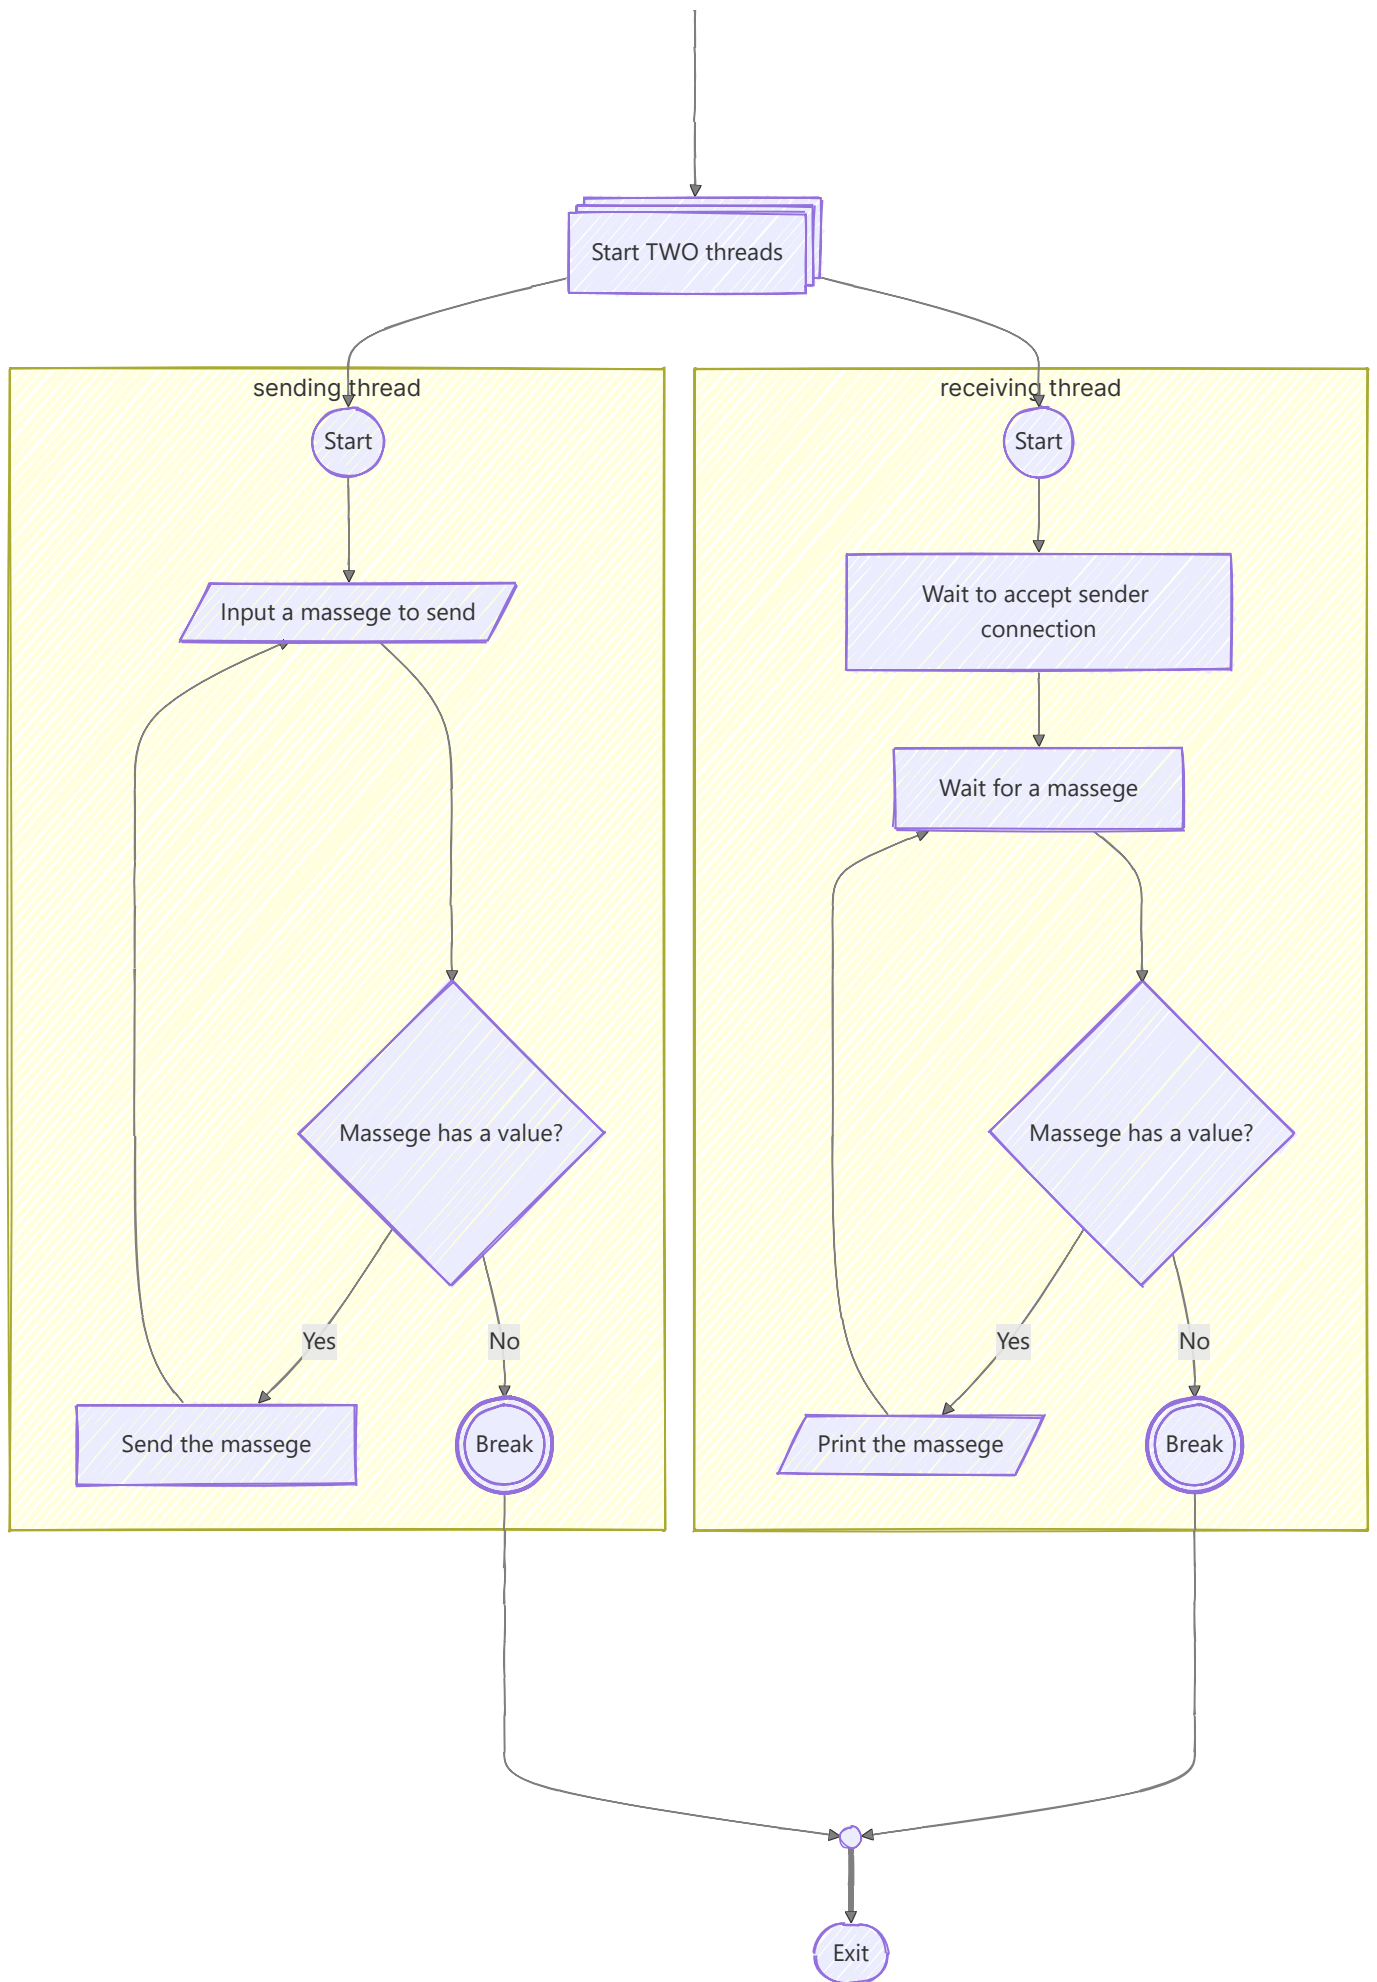 Start TWO threads
sending thread
Start
Input a massege to send
Massege has a value?
Yes
No
Send the massege
Break
receiving thread
Start
Wait to accept sender
connection
Wait for a massege
Massege has a value?
Yes
No
Print the massege
Break
Exit